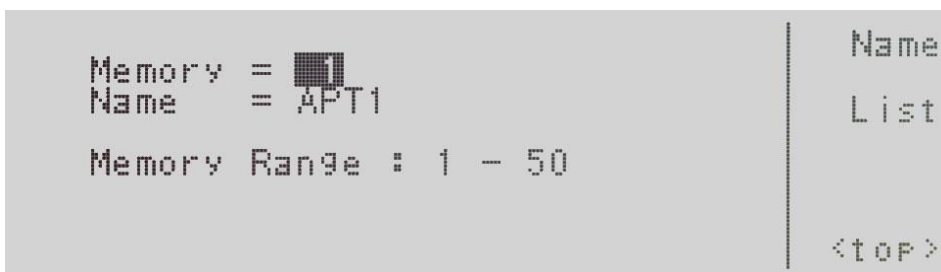 Memory = 1
Name = APT1
Memory Range : 1 - 50
Name
List
<top>